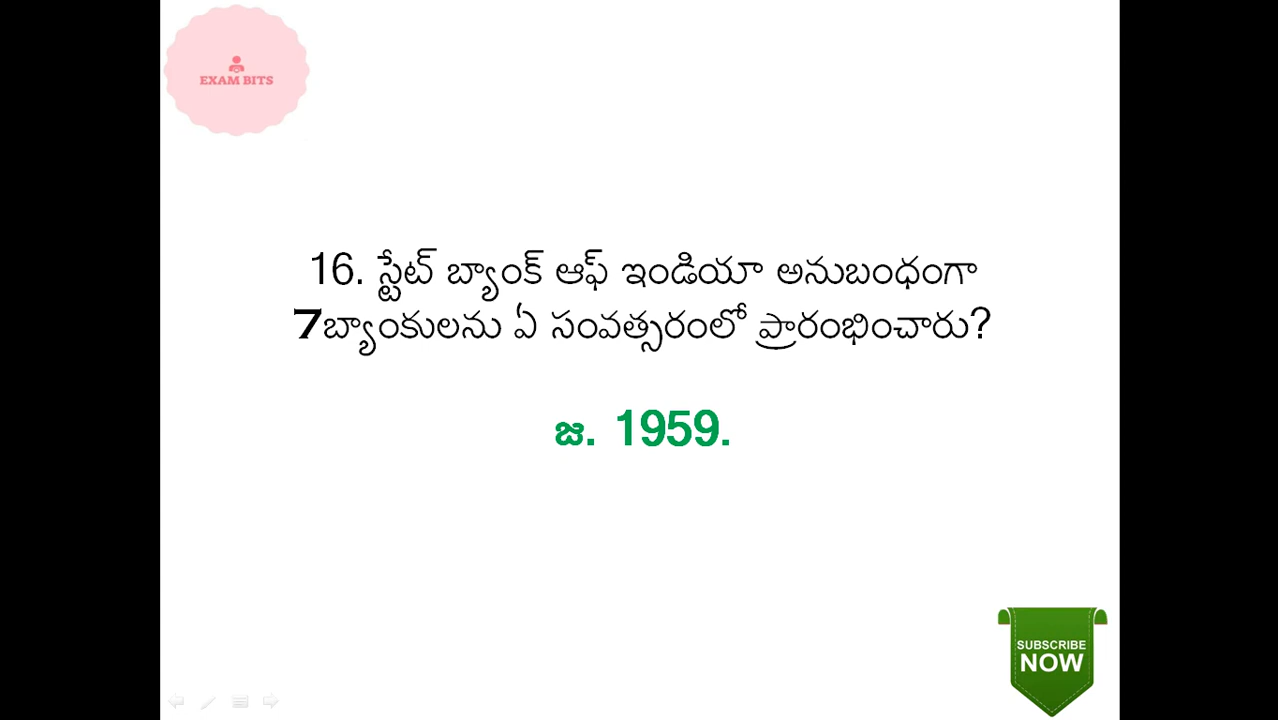 EXAM BITS
16. స్టేట్ బ్యాంక్ ఆఫ్ ఇండియా అనుబంధంగా
7బ్యాంకులను ఏ సంవత్సరంలో ప్రారంభించారు?
జ. 1959.
SUBSCRIBE
NOW